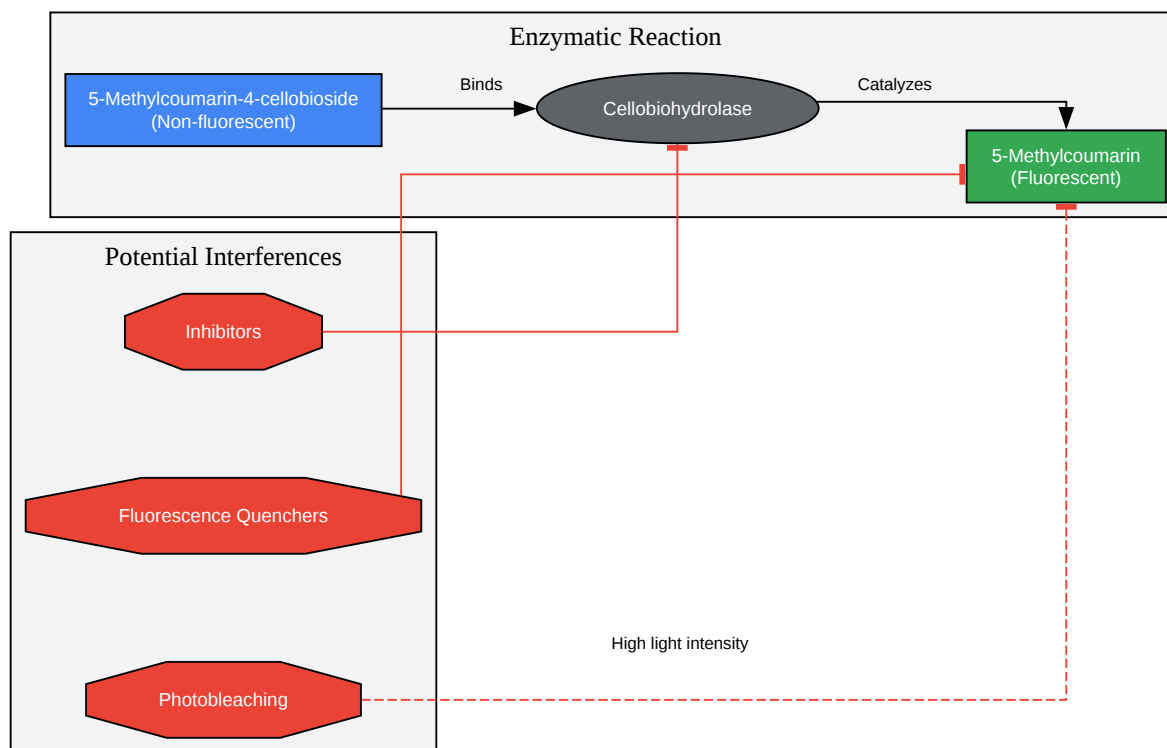 Enzymatic Reaction
5-Methylcoumarin-4-cellobioside
(Non-fluorescent)
Binds
Cellobiohydrolase
Catalyzes
5-Methylcoumarin
(Fluorescent)
Potential Interferences
Inhibitors
Fluorescence Quenchers
High light intensity
Photobleaching